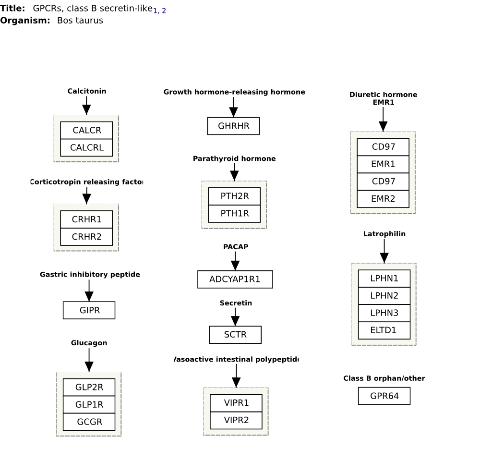 Title: GPCRs, class B secretin-like1, 2
Organism: Bos taurus
Calcitonin
CALCR
CALCRL
Corticotropin releasing facto
CRHR1
CRHR2
Gastric inhibitory peptide
GIPR
Glucagon
GLP2R
GLP1R
GCGR
Growth hormone-releasing hormone
GHRHR
Parathyroid hormone
PTH2R
PTH1R
PACAP
ADCYAP1R1
Secretin
SCTR
Vasoactive intestinal polypeptide
VIPR1
VIPR2
Diuretic hormone
EMR1
CD97
EMR1
CD97
EMR2
Latrophilin
LPHN1
LPHN2
LPHN3
ELTD1
Class B orphan/other
GPR64